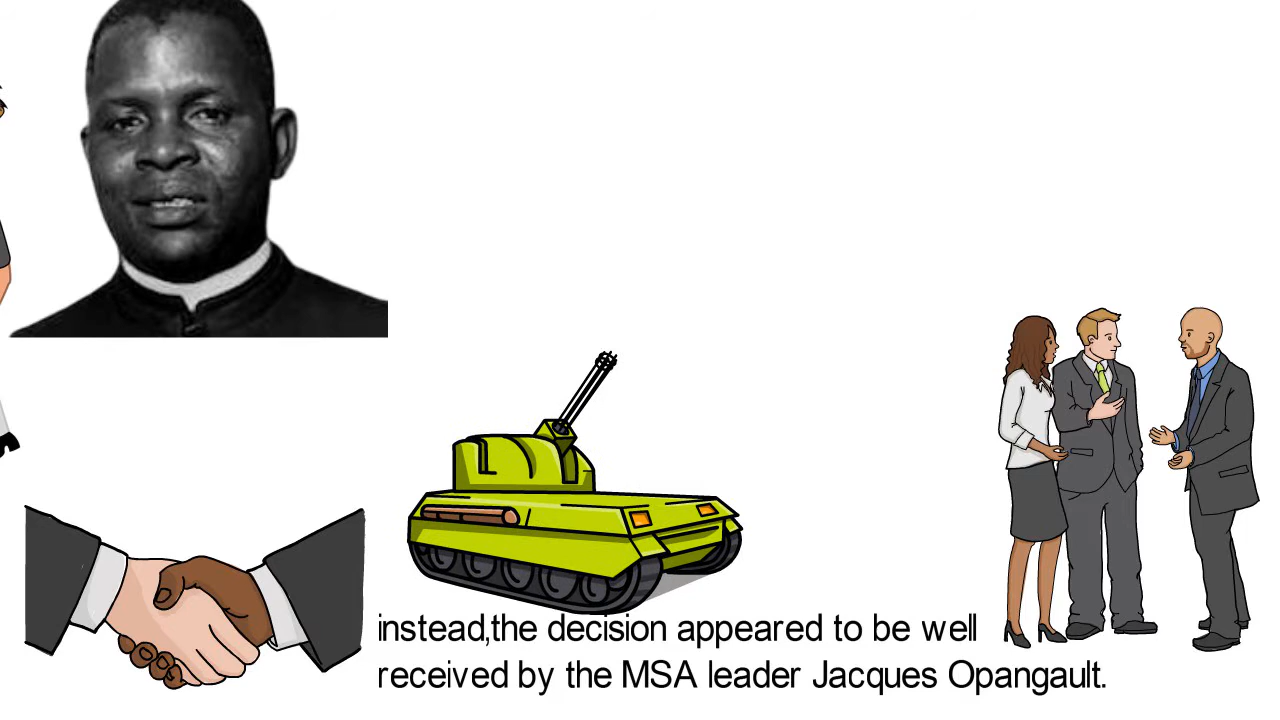 instead,the decision appeared to be well
received by the MSA leader Jacques Opangault.